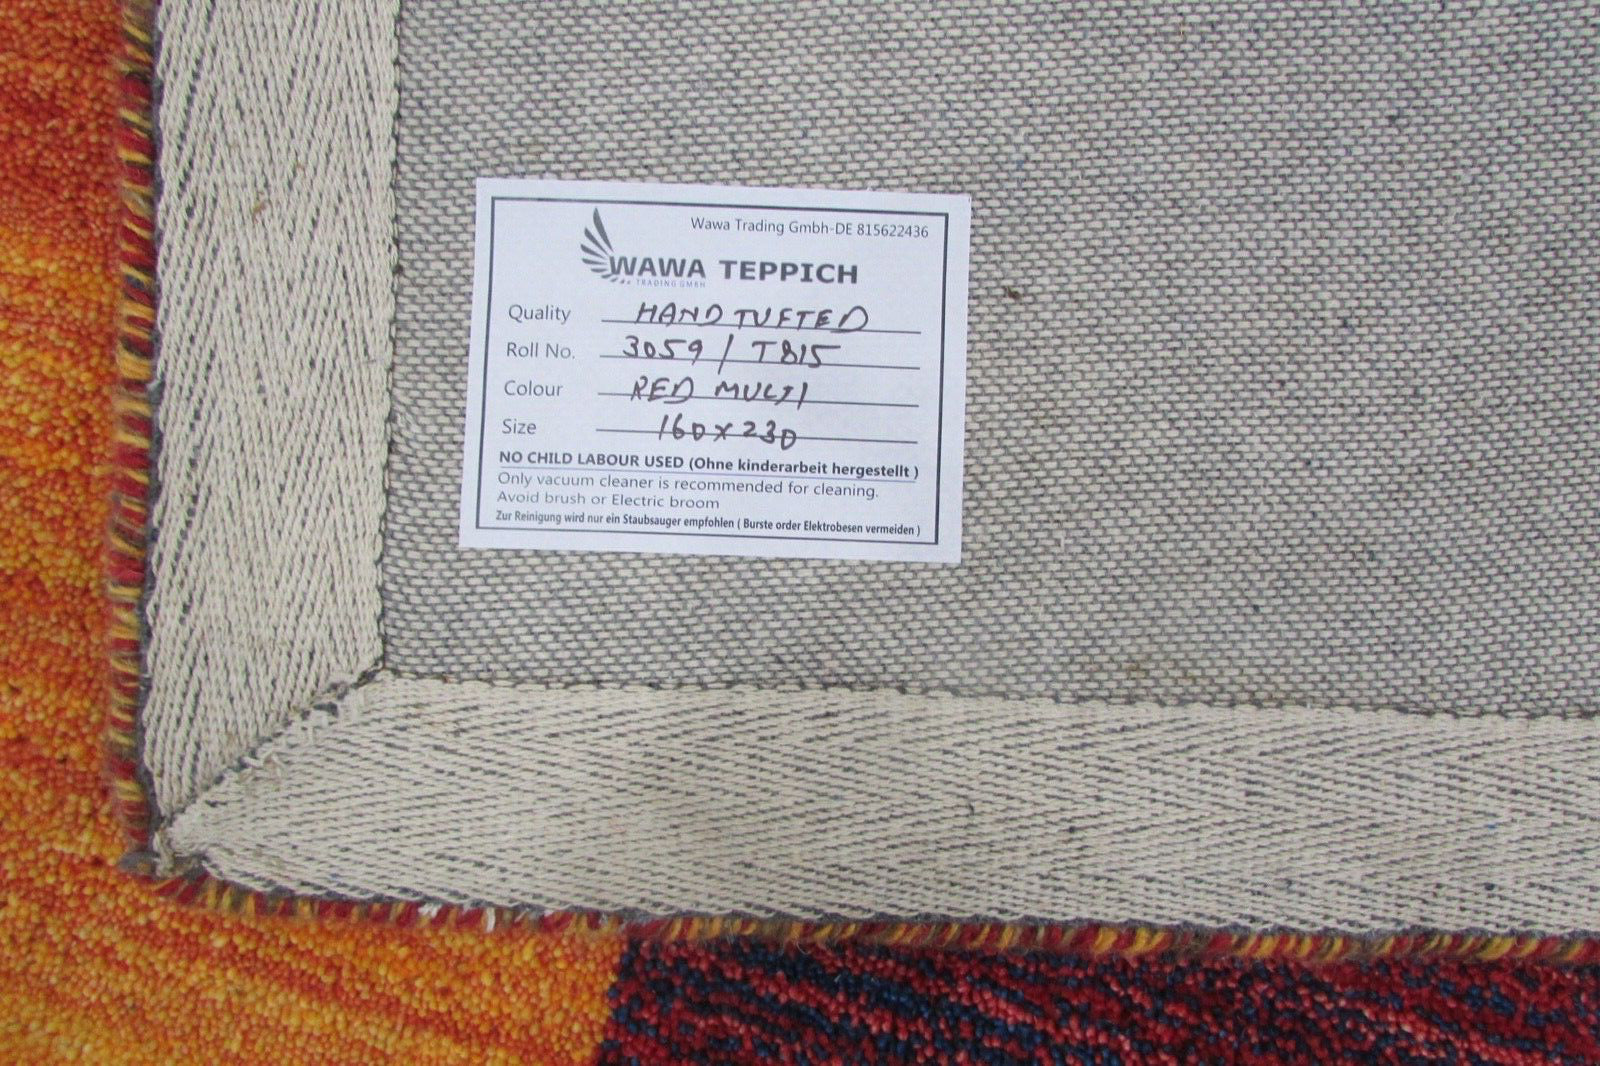 Wawa Trading Gmbh-DE 815622436
WAWA TEPPICH
TRADING GMBH
Quality HAND TUFTED
Roll No. 3059 / T815
Colour RED MULTI
Size 160x230
NO CHILD LABOUR USED (Ohne kinderarbeit hergestellt )
Only vacuum cleaner is recommended for cleaning.
Avoid brush or Electric broom
Zur Reinigung wird nur ein Staubsauger empfohlen ( Burste order Elektrobesen vermeiden )